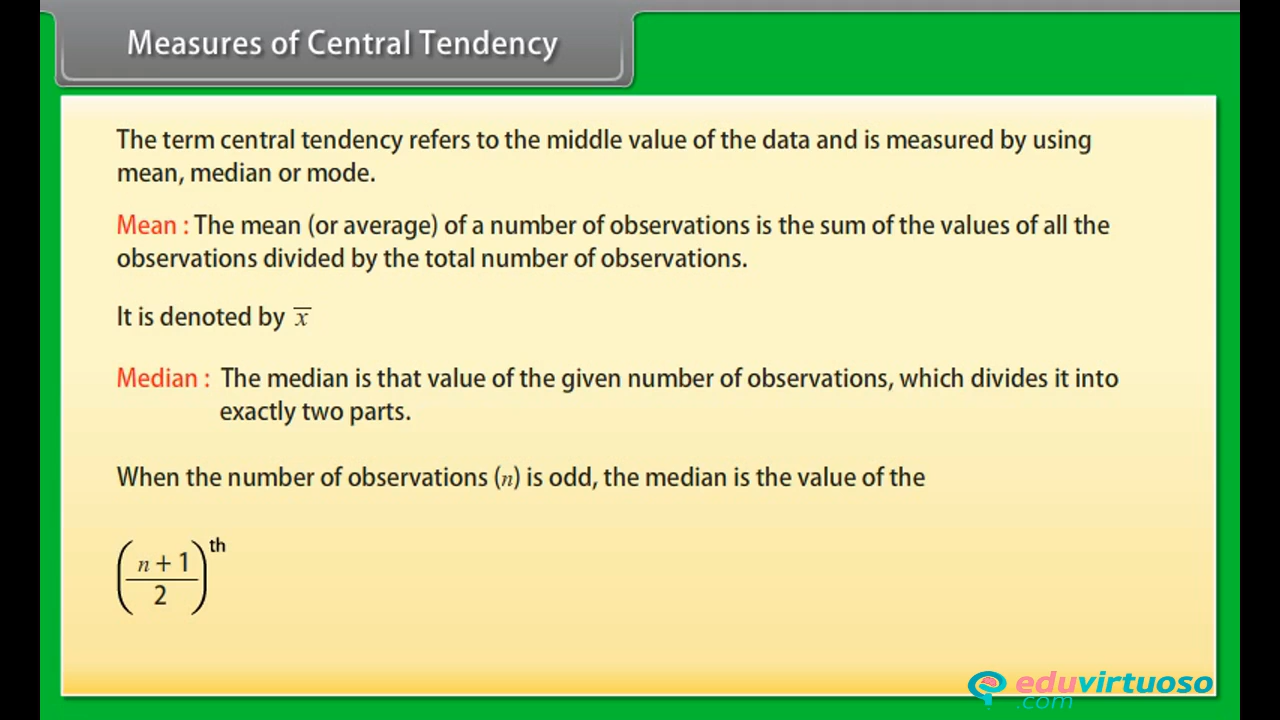 Measures of Central Tendency
The term central tendency refers to the middle value of the data and is measured by using
mean, median or mode.
Mean : The mean (or average) of a number of observations is the sum of the values of all the
observations divided by the total number of observations.
It is denoted by x̅
Median : The median is that value of the given number of observations, which divides it into
exactly two parts.
When the number of observations (n) is odd, the median is the value of the
((n + 1)/2)th
eduvirtuoso
.com